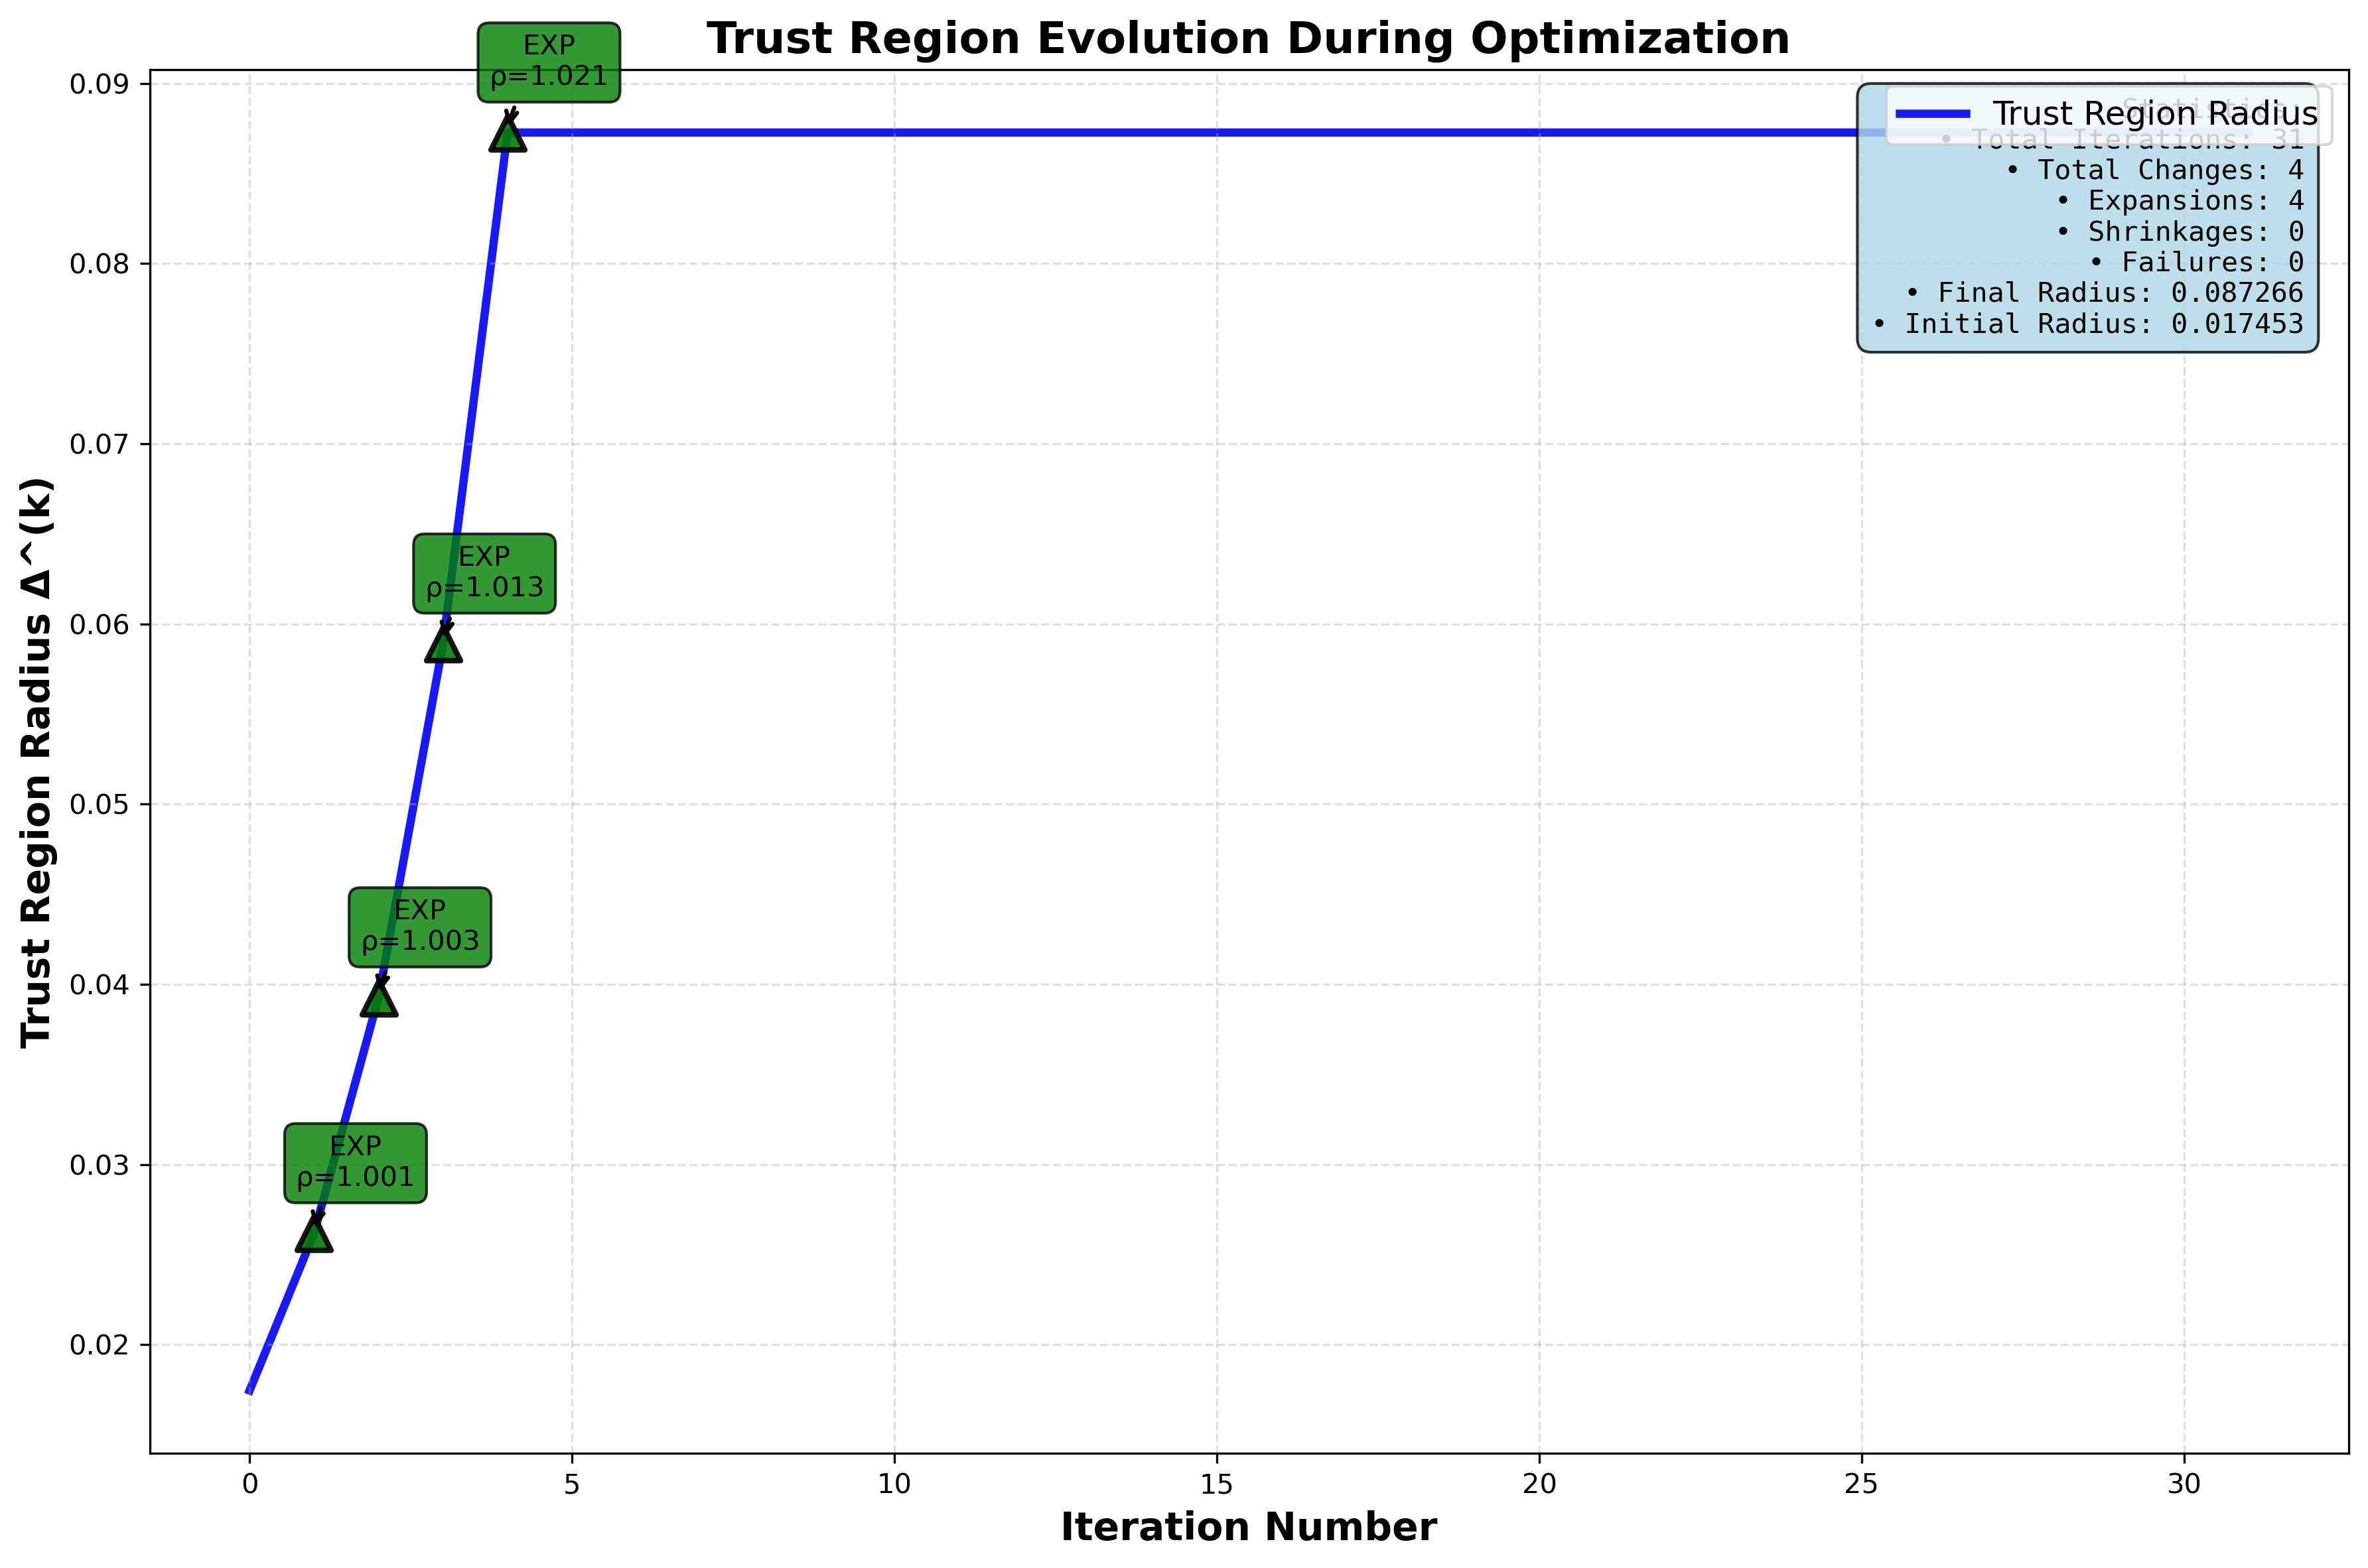 Trust Region Evolution During Optimization
EXP
ρ=1.021
EXP
ρ=1.013
EXP
ρ=1.003
EXP
ρ=1.001
Trust Region Radius
Statistics:
• Total Iterations: 31
• Total Changes: 4
• Expansions: 4
• Shrinkages: 0
• Failures: 0
• Final Radius: 0.087266
• Initial Radius: 0.017453
Trust Region Radius Δ^(k)
0.09
0.08
0.07
0.06
0.05
0.04
0.03
0.02
0
5
10
15
20
25
30
Iteration Number